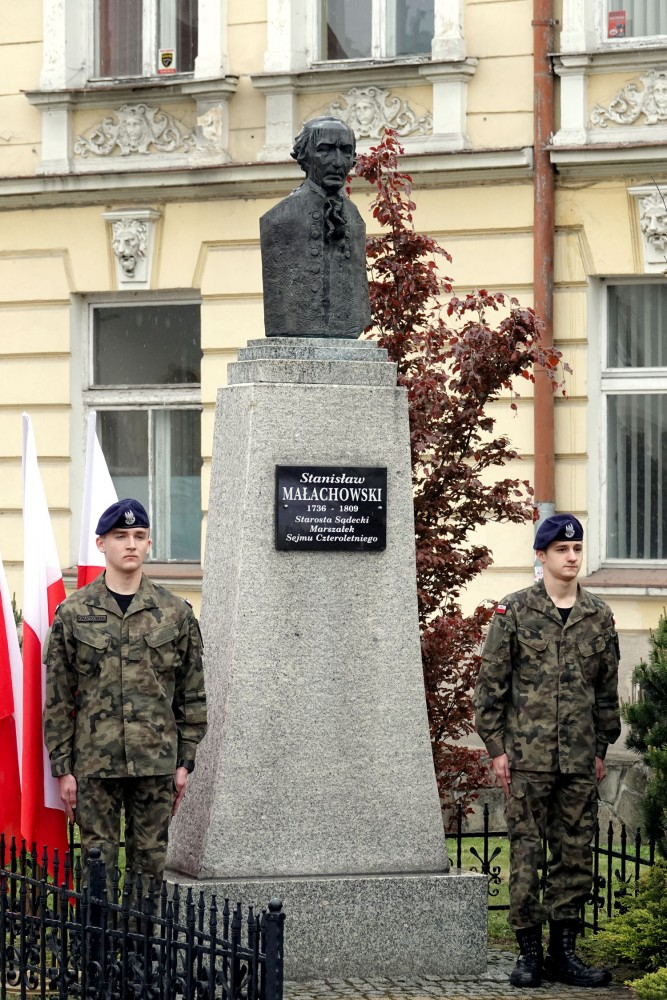 Stanisław
MAŁACHOWSKI
1736 - 1809
Starosta Sądecki
Marszałek
Sejmu Czteroletniego